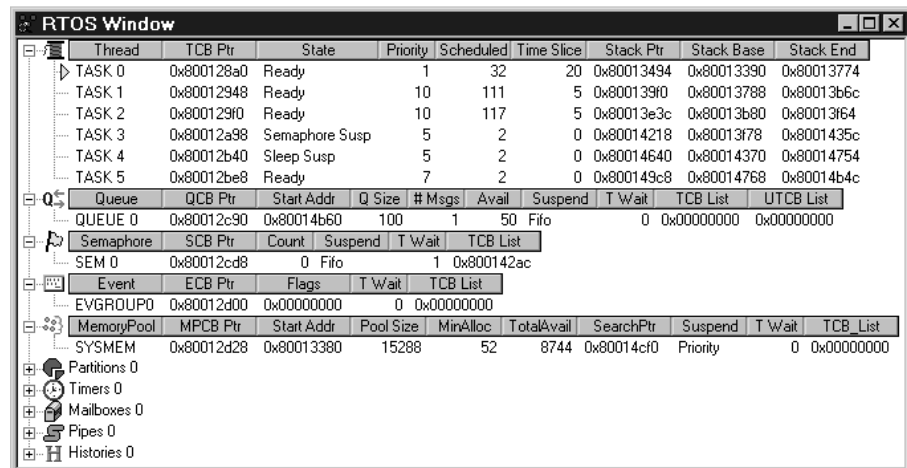 RTOS Window
Thread TCB Ptr State Priority Scheduled Time Slice Stack Ptr Stack Base Stack End
TASK 0 0x800128a0 Ready 1 32 20 0x80013494 0x80013390 0x80013774
TASK 1 0x80012948 Ready 10 111 5 0x800139f0 0x80013788 0x80013b6c
TASK 2 0x800129f0 Ready 10 117 5 0x80013e3c 0x80013b80 0x80013f64
TASK 3 0x80012a98 Semaphore Susp 5 2 0 0x80014218 0x80013f78 0x8001435c
TASK 4 0x80012b40 Sleep Susp 5 2 0 0x80014640 0x80014370 0x80014754
TASK 5 0x80012be8 Ready 7 2 0 0x800149c8 0x80014768 0x80014b4c
Queue QCB Ptr Start Addr Q Size # Msgs Avail Suspend T Wait TCB List UTCB List
QUEUE 0 0x80012c90 0x80014b60 100 1 50 Fifo 0 0x00000000 0x00000000
Semaphore SCB Ptr Count Suspend T Wait TCB List
SEM 0 0x80012cd8 0 Fifo 1 0x800142ac
Event ECB Ptr Flags T Wait TCB List
EVGROUP0 0x80012d00 0x00000000 0 0x00000000
MemoryPool MPCB Ptr Start Addr Pool Size MinAlloc TotalAvail SearchPtr Suspend T Wait TCB_List
SYSMEM 0x80012d28 0x80013380 15288 52 8744 0x80014cf0 Priority 0 0x00000000
Partitions 0
Timers 0
Mailboxes 0
Pipes 0
Histories 0